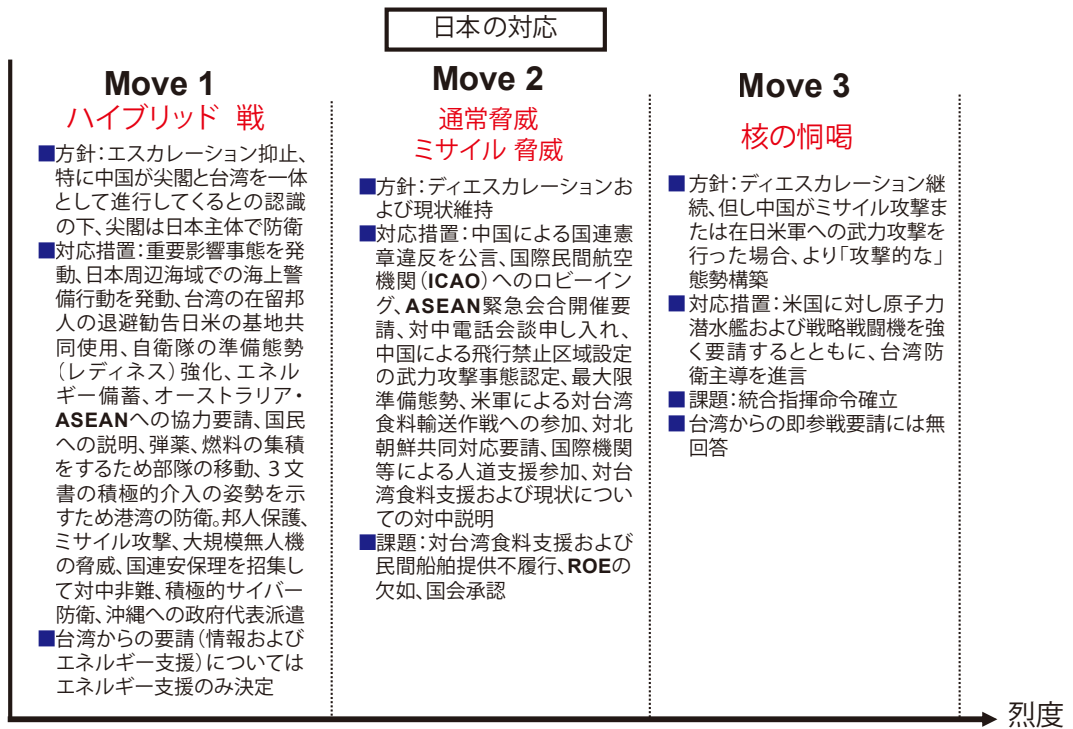 日本の対応
Move 1
ハイブリッド 戦
■方針：エスカレーション抑止、
特に中国が尖閣と台湾を一体
として進行してくるとの認識
の下、尖閣は日本主体で防衛
■対応措置：重要影響事態を発
動、日本周辺海域での海上警
備行動を発動、台湾の在留邦
人の退避勧告日米の基地共
同使用、自衛隊の準備態勢
（レディネス）強化、エネル
ギー備蓄、オーストラリア・
ASEANへの協力要請、国民
への説明、弾薬、燃料の集積
をするため部隊の移動、３文
書の積極的介入の姿勢を示
すため港湾の防衛。邦人保護、
ミサイル攻撃、大規模無人機
の脅威、国連安保理を招集し
て対中非難、積極的サイバー
防衛、沖縄への政府代表派遣
■台湾からの要請（情報および
エネルギー支援）については
エネルギー支援のみ決定
Move 2
通常脅威
ミサイル 脅威
■方針：ディエスカレーションお
よび現状維持
■対応措置：中国による国連憲
章違反を公言、国際民間航空
機関（ICAO）へのロビーイン
グ、ASEAN緊急会合開催要
請、対中電話会談申し入れ、
中国による飛行禁止区域設定
の武力攻撃事態認定、最大限
準備態勢、米軍による対台湾
食料輸送作戦への参加、対北
朝鮮共同対応要請、国際機関
等による人道支援参加、対台
湾食料支援および現状につい
ての対中説明
■課題：対台湾食料支援および
民間船舶提供不履行、ROEの
欠如、国会承認
Move 3
核の恫喝
■方針：ディエスカレーション継
続、但し中国がミサイル攻撃ま
たは在日米軍への武力攻撃を
行った場合、より「攻撃的な」
態勢構築
■対応措置：米国に対し原子力
潜水艦および戦略戦闘機を強
く要請するとともに、台湾防
衛主導を進言
■課題：統合指揮命令確立
■台湾からの即参戦要請には無
回答
烈度